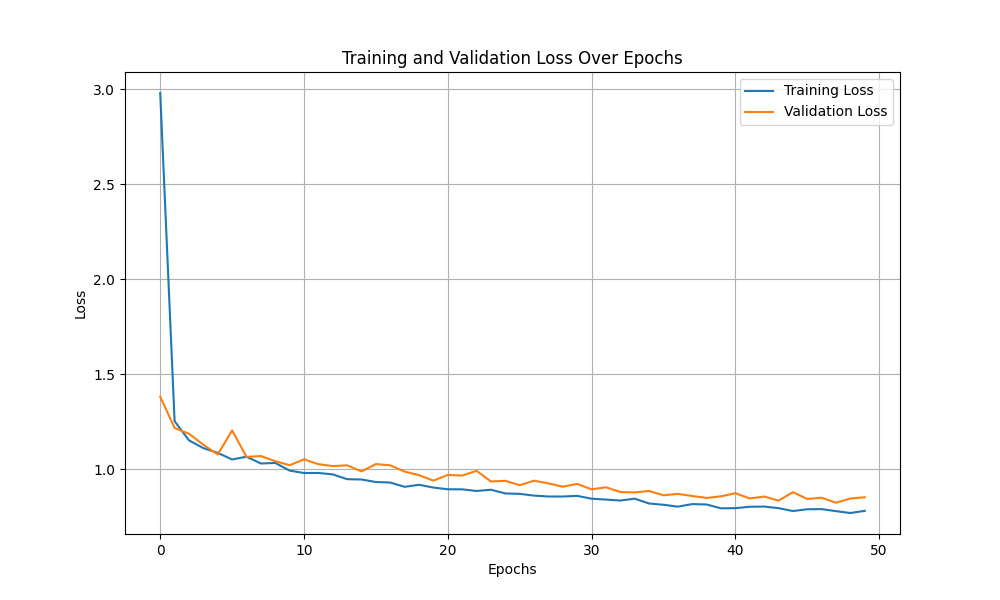 Training and Validation Loss Over Epochs
Training Loss
Validation Loss
3.0
2.5
2.0
1.5
1.0
Loss
0 10 20 30 40 50
Epochs